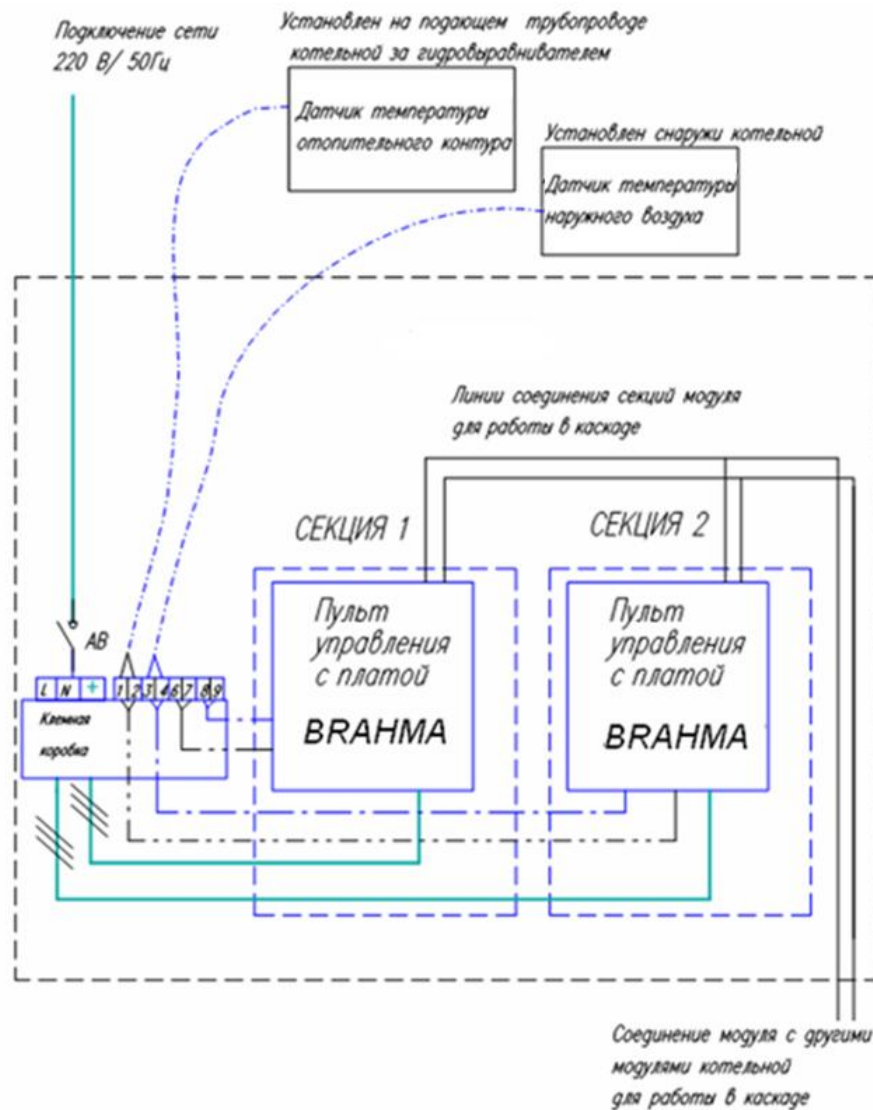 Подключение сети
220 В/ 50Гц
Установлен на подающем трубопроводе
котельной за гидровыравнивателем
Датчик температуры
отопительного контура
Установлен снаружи котельной
Датчик температуры
наружного воздуха
Линии соединения секций модуля
для работы в каскаде
СЕКЦИЯ 1
СЕКЦИЯ 2
Пульт
управления
с платой
BRAHMA
Пульт
управления
с платой
BRAHMA
АВ
L N + 1 2 3 4 6 7 8 9
Клемная
коробка
Соединение модуля с другими
модулями котельной
для работы в каскаде